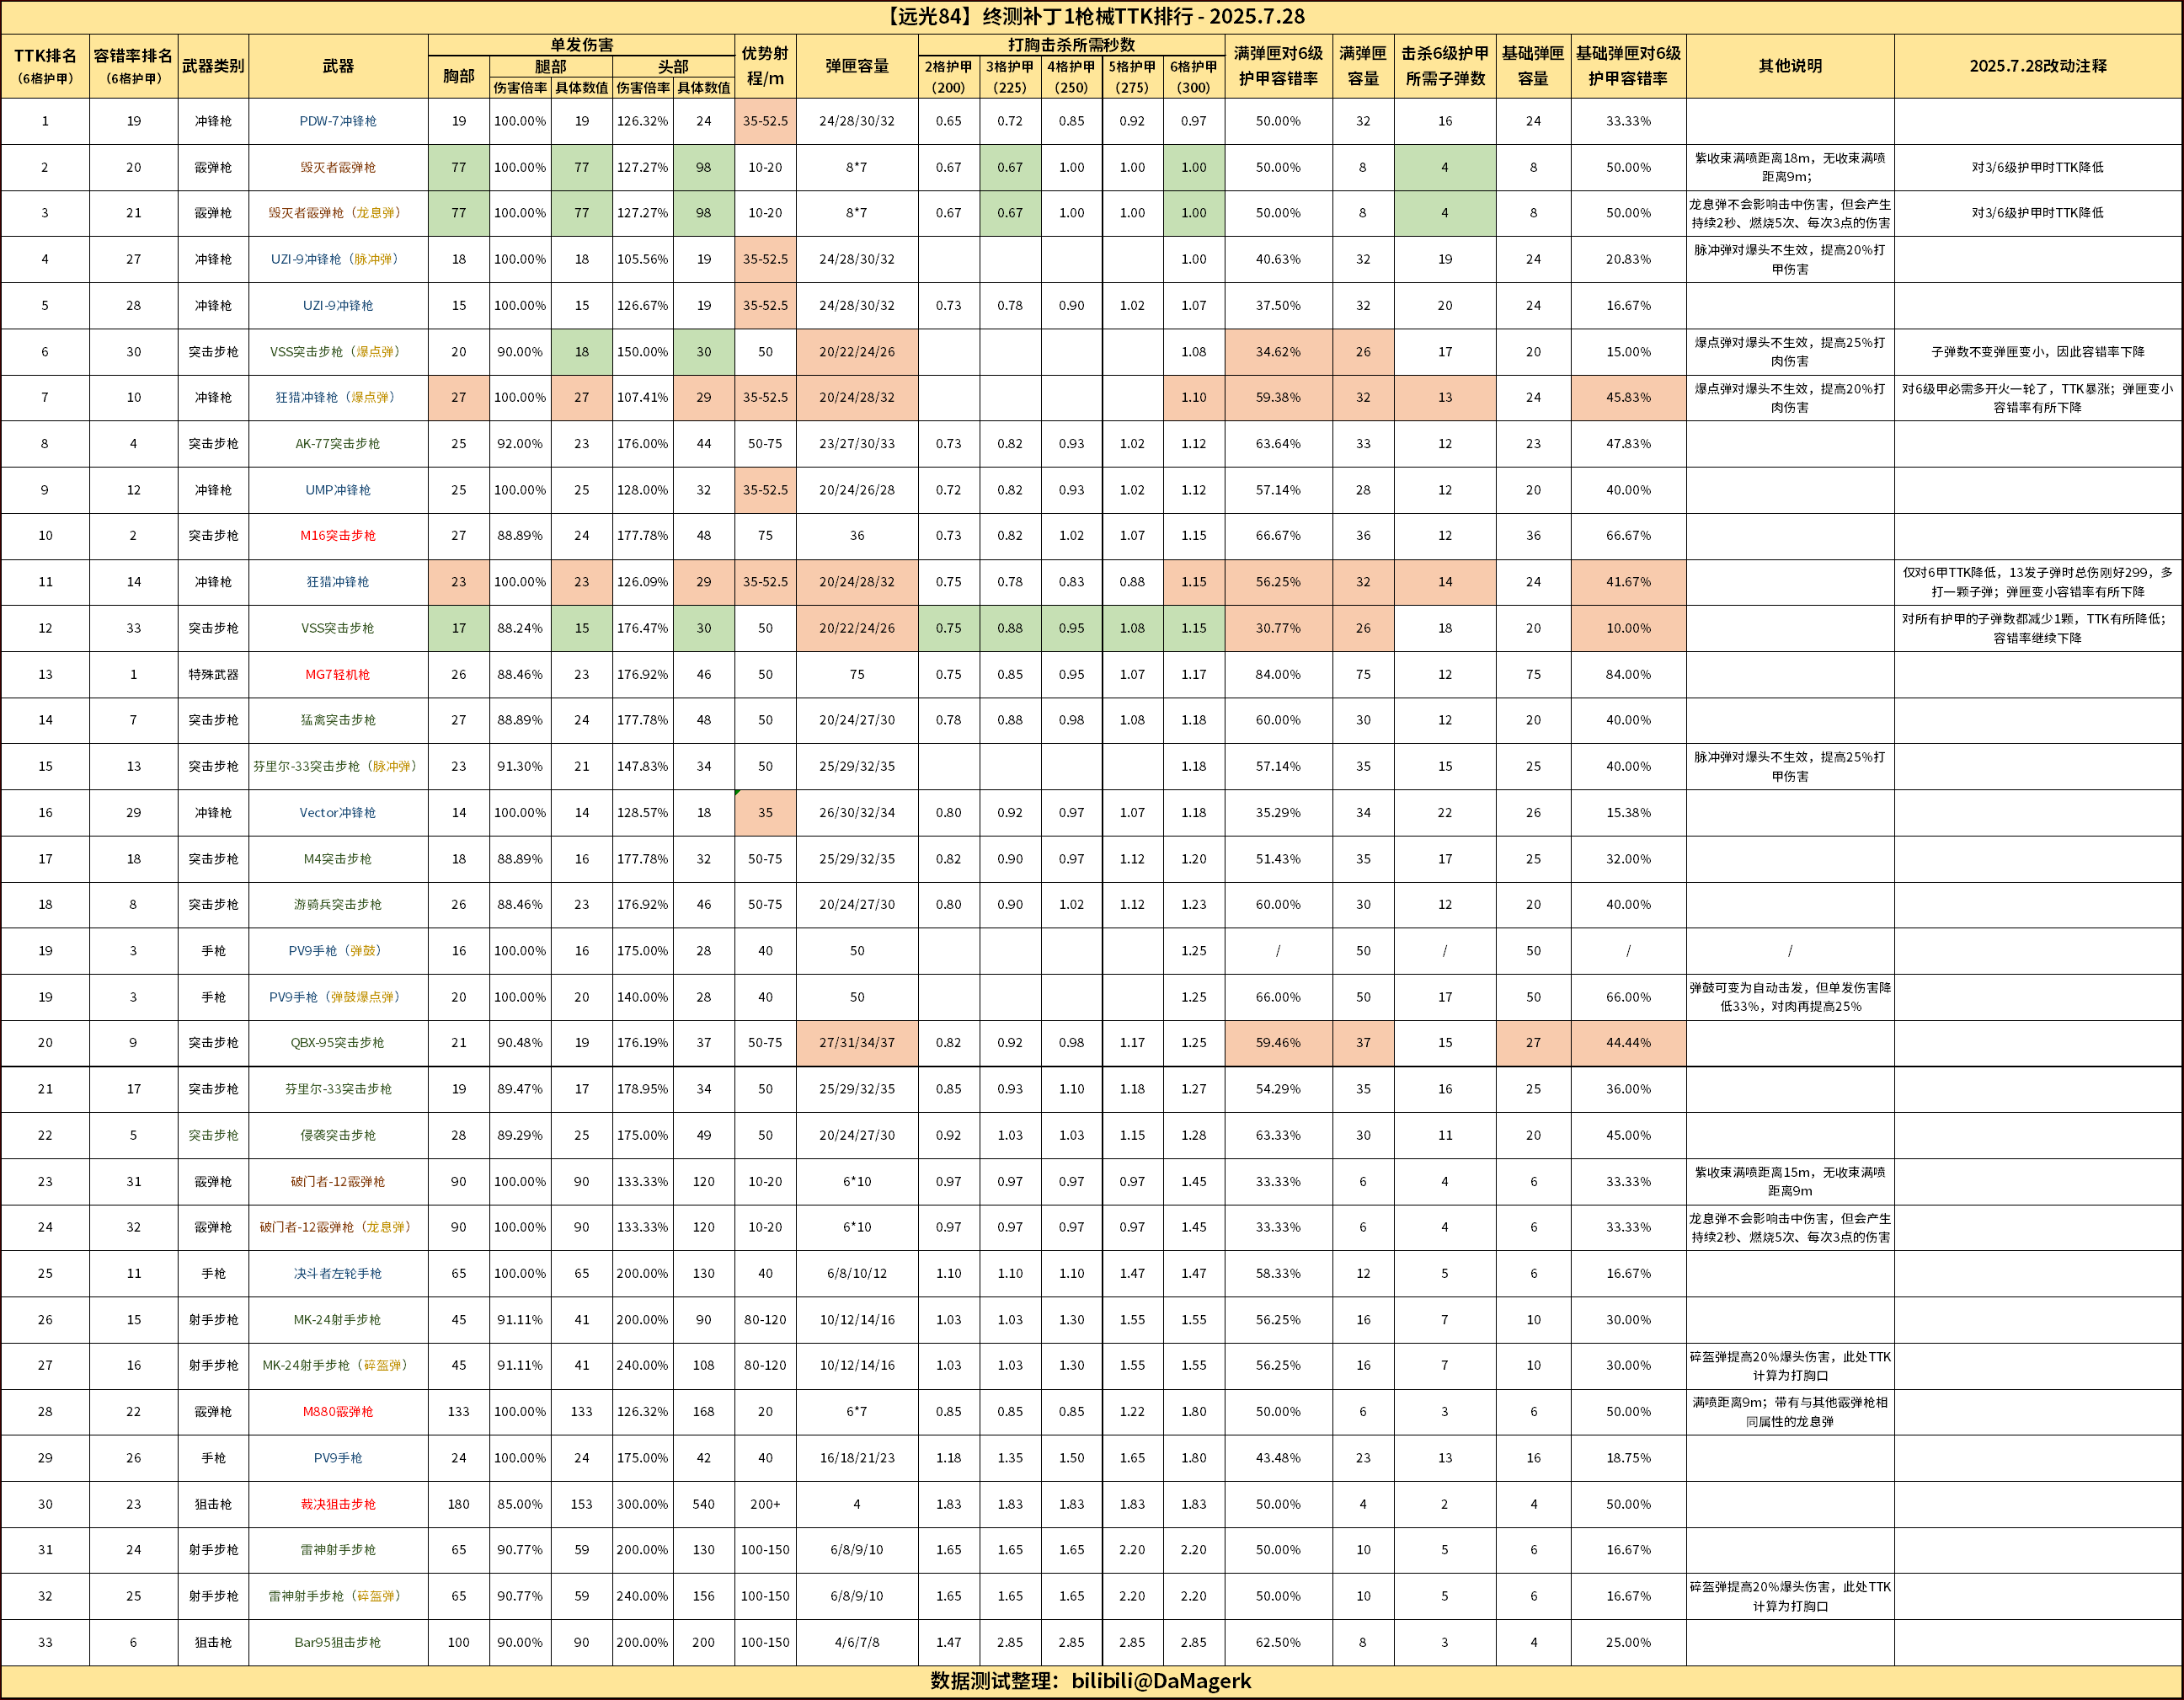 【远光84】终测补丁1枪械TTK排行 - 2025.7.28
TTK排名（6格护甲） 容错率排名（6格护甲） 武器类别 武器 单发伤害 优势射程/m 弹匣容量 打胸击杀所需秒数 满弹匣对6级护甲容错率 满弹匣容量 击杀6级护甲所需子弹数 基础弹匣容量 基础弹匣对6级护甲容错率 其他说明 2025.7.28改动注释
胸部 腿部 头部 2格护甲（200） 3格护甲（225） 4格护甲（250） 5格护甲（275） 6格护甲（300）
伤害倍率 具体数值 伤害倍率 具体数值
1 19 冲锋枪 PDW-7冲锋枪 19 100.00% 19 126.32% 24 35-52.5 24/28/30/32 0.65 0.72 0.85 0.92 0.97 50.00% 32 16 24 33.33%
2 20 霰弹枪 毁灭者霰弹枪 77 100.00% 77 127.27% 98 10-20 8*7 0.67 0.67 1.00 1.00 1.00 50.00% 8 4 8 50.00% 紫收束满喷距离18m，无收束满喷距离9m； 对3/6级护甲时TTK降低
3 21 霰弹枪 毁灭者霰弹枪（龙息弹） 77 100.00% 77 127.27% 98 10-20 8*7 0.67 0.67 1.00 1.00 1.00 50.00% 8 4 8 50.00% 龙息弹不会影响击中伤害，但会产生持续2秒、燃烧5次、每次3点的伤害 对3/6级护甲时TTK降低
4 27 冲锋枪 UZI-9冲锋枪（脉冲弹） 18 100.00% 18 105.56% 19 35-52.5 24/28/30/32 1.00 40.63% 32 19 24 20.83% 脉冲弹对爆头不生效，提高20%打甲伤害
5 28 冲锋枪 UZI-9冲锋枪 15 100.00% 15 126.67% 19 35-52.5 24/28/30/32 0.73 0.78 0.90 1.02 1.07 37.50% 32 20 24 16.67%
6 30 突击步枪 VSS突击步枪（爆点弹） 20 90.00% 18 150.00% 30 50 20/22/24/26 1.08 34.62% 26 17 20 15.00% 爆点弹对爆头不生效，提高25%打肉伤害 子弹数不变弹匣变小，因此容错率下降
7 10 冲锋枪 狂猎冲锋枪（爆点弹） 27 100.00% 27 107.41% 29 35-52.5 20/24/28/32 1.10 59.38% 32 13 24 45.83% 爆点弹对爆头不生效，提高20%打肉伤害 对6级甲必需多开火一轮了，TTK暴涨；弹匣变小容错率有所下降
8 4 突击步枪 AK-77突击步枪 25 92.00% 23 176.00% 44 50-75 23/27/30/33 0.73 0.82 0.93 1.02 1.12 63.64% 33 12 23 47.83%
9 12 冲锋枪 UMP冲锋枪 25 100.00% 25 128.00% 32 35-52.5 20/24/26/28 0.72 0.82 0.93 1.02 1.12 57.14% 28 12 20 40.00%
10 2 突击步枪 M16突击步枪 27 88.89% 24 177.78% 48 75 36 0.73 0.82 1.02 1.07 1.15 66.67% 36 12 36 66.67%
11 14 冲锋枪 狂猎冲锋枪 23 100.00% 23 126.09% 29 35-52.5 20/24/28/32 0.75 0.78 0.83 0.88 1.15 56.25% 32 14 24 41.67% 仅对6甲TTK降低，13发子弹时总伤刚好299，多打一颗子弹；弹匣变小容错率有所下降
12 33 突击步枪 VSS突击步枪 17 88.24% 15 176.47% 30 50 20/22/24/26 0.75 0.88 0.95 1.08 1.15 30.77% 26 18 20 10.00% 对所有护甲的子弹数都减少1颗，TTK有所降低；容错率继续下降
13 1 特殊武器 MG7轻机枪 26 88.46% 23 176.92% 46 50 75 0.75 0.85 0.95 1.07 1.17 84.00% 75 12 75 84.00%
14 7 突击步枪 猛禽突击步枪 27 88.89% 24 177.78% 48 50 20/24/27/30 0.78 0.88 0.98 1.08 1.18 60.00% 30 12 20 40.00%
15 13 突击步枪 芬里尔-33突击步枪（脉冲弹） 23 91.30% 21 147.83% 34 50 25/29/32/35 1.18 57.14% 35 15 25 40.00% 脉冲弹对爆头不生效，提高25%打甲伤害
16 29 冲锋枪 Vector冲锋枪 14 100.00% 14 128.57% 18 35 26/30/32/34 0.80 0.92 0.97 1.07 1.18 35.29% 34 22 26 15.38%
17 18 突击步枪 M4突击步枪 18 88.89% 16 177.78% 32 50-75 25/29/32/35 0.82 0.90 0.97 1.12 1.20 51.43% 35 17 25 32.00%
18 8 突击步枪 游骑兵突击步枪 26 88.46% 23 176.92% 46 50-75 20/24/27/30 0.80 0.90 1.02 1.12 1.23 60.00% 30 12 20 40.00%
19 3 手枪 PV9手枪（弹鼓） 16 100.00% 16 175.00% 28 40 50 1.25 / 50 / 50 / /
19 3 手枪 PV9手枪（弹鼓爆点弹） 20 100.00% 20 140.00% 28 40 50 1.25 66.00% 50 17 50 66.00% 弹鼓可变为自动击发，但单发伤害降低33%，对肉再提高25%
20 9 突击步枪 QBX-95突击步枪 21 90.48% 19 176.19% 37 50-75 27/31/34/37 0.82 0.92 0.98 1.17 1.25 59.46% 37 15 27 44.44%
21 17 突击步枪 芬里尔-33突击步枪 19 89.47% 17 178.95% 34 50 25/29/32/35 0.85 0.93 1.10 1.18 1.27 54.29% 35 16 25 36.00%
22 5 突击步枪 侵袭突击步枪 28 89.29% 25 175.00% 49 50 20/24/27/30 0.92 1.03 1.03 1.15 1.28 63.33% 30 11 20 45.00%
23 31 霰弹枪 破门者-12霰弹枪 90 100.00% 90 133.33% 120 10-20 6*10 0.97 0.97 0.97 0.97 1.45 33.33% 6 4 6 33.33% 紫收束满喷距离15m，无收束满喷距离9m
24 32 霰弹枪 破门者-12霰弹枪（龙息弹） 90 100.00% 90 133.33% 120 10-20 6*10 0.97 0.97 0.97 0.97 1.45 33.33% 6 4 6 33.33% 龙息弹不会影响击中伤害，但会产生持续2秒、燃烧5次、每次3点的伤害
25 11 手枪 决斗者左轮手枪 65 100.00% 65 200.00% 130 40 6/8/10/12 1.10 1.10 1.10 1.47 1.47 58.33% 12 5 6 16.67%
26 15 射手步枪 MK-24射手步枪 45 91.11% 41 200.00% 90 80-120 10/12/14/16 1.03 1.03 1.30 1.55 1.55 56.25% 16 7 10 30.00%
27 16 射手步枪 MK-24射手步枪（碎盔弹） 45 91.11% 41 240.00% 108 80-120 10/12/14/16 1.03 1.03 1.30 1.55 1.55 56.25% 16 7 10 30.00% 碎盔弹提高20%爆头伤害，此处TTK计算为打胸口
28 22 霰弹枪 M880霰弹枪 133 100.00% 133 126.32% 168 20 6*7 0.85 0.85 0.85 1.22 1.80 50.00% 6 3 6 50.00% 满喷距离9m；带有与其他霰弹枪相同属性的龙息弹
29 26 手枪 PV9手枪 24 100.00% 24 175.00% 42 40 16/18/21/23 1.18 1.35 1.50 1.65 1.80 43.48% 23 13 16 18.75%
30 23 狙击枪 裁决狙击步枪 180 85.00% 153 300.00% 540 200+ 4 1.83 1.83 1.83 1.83 1.83 50.00% 4 2 4 50.00%
31 24 射手步枪 雷神射手步枪 65 90.77% 59 200.00% 130 100-150 6/8/9/10 1.65 1.65 1.65 2.20 2.20 50.00% 10 5 6 16.67%
32 25 射手步枪 雷神射手步枪（碎盔弹） 65 90.77% 59 240.00% 156 100-150 6/8/9/10 1.65 1.65 1.65 2.20 2.20 50.00% 10 5 6 16.67% 碎盔弹提高20%爆头伤害，此处TTK计算为打胸口
33 6 狙击枪 Bar95狙击步枪 100 90.00% 90 200.00% 200 100-150 4/6/7/8 1.47 2.85 2.85 2.85 2.85 62.50% 8 3 4 25.00%
数据测试整理：bilibili@DaMagerk